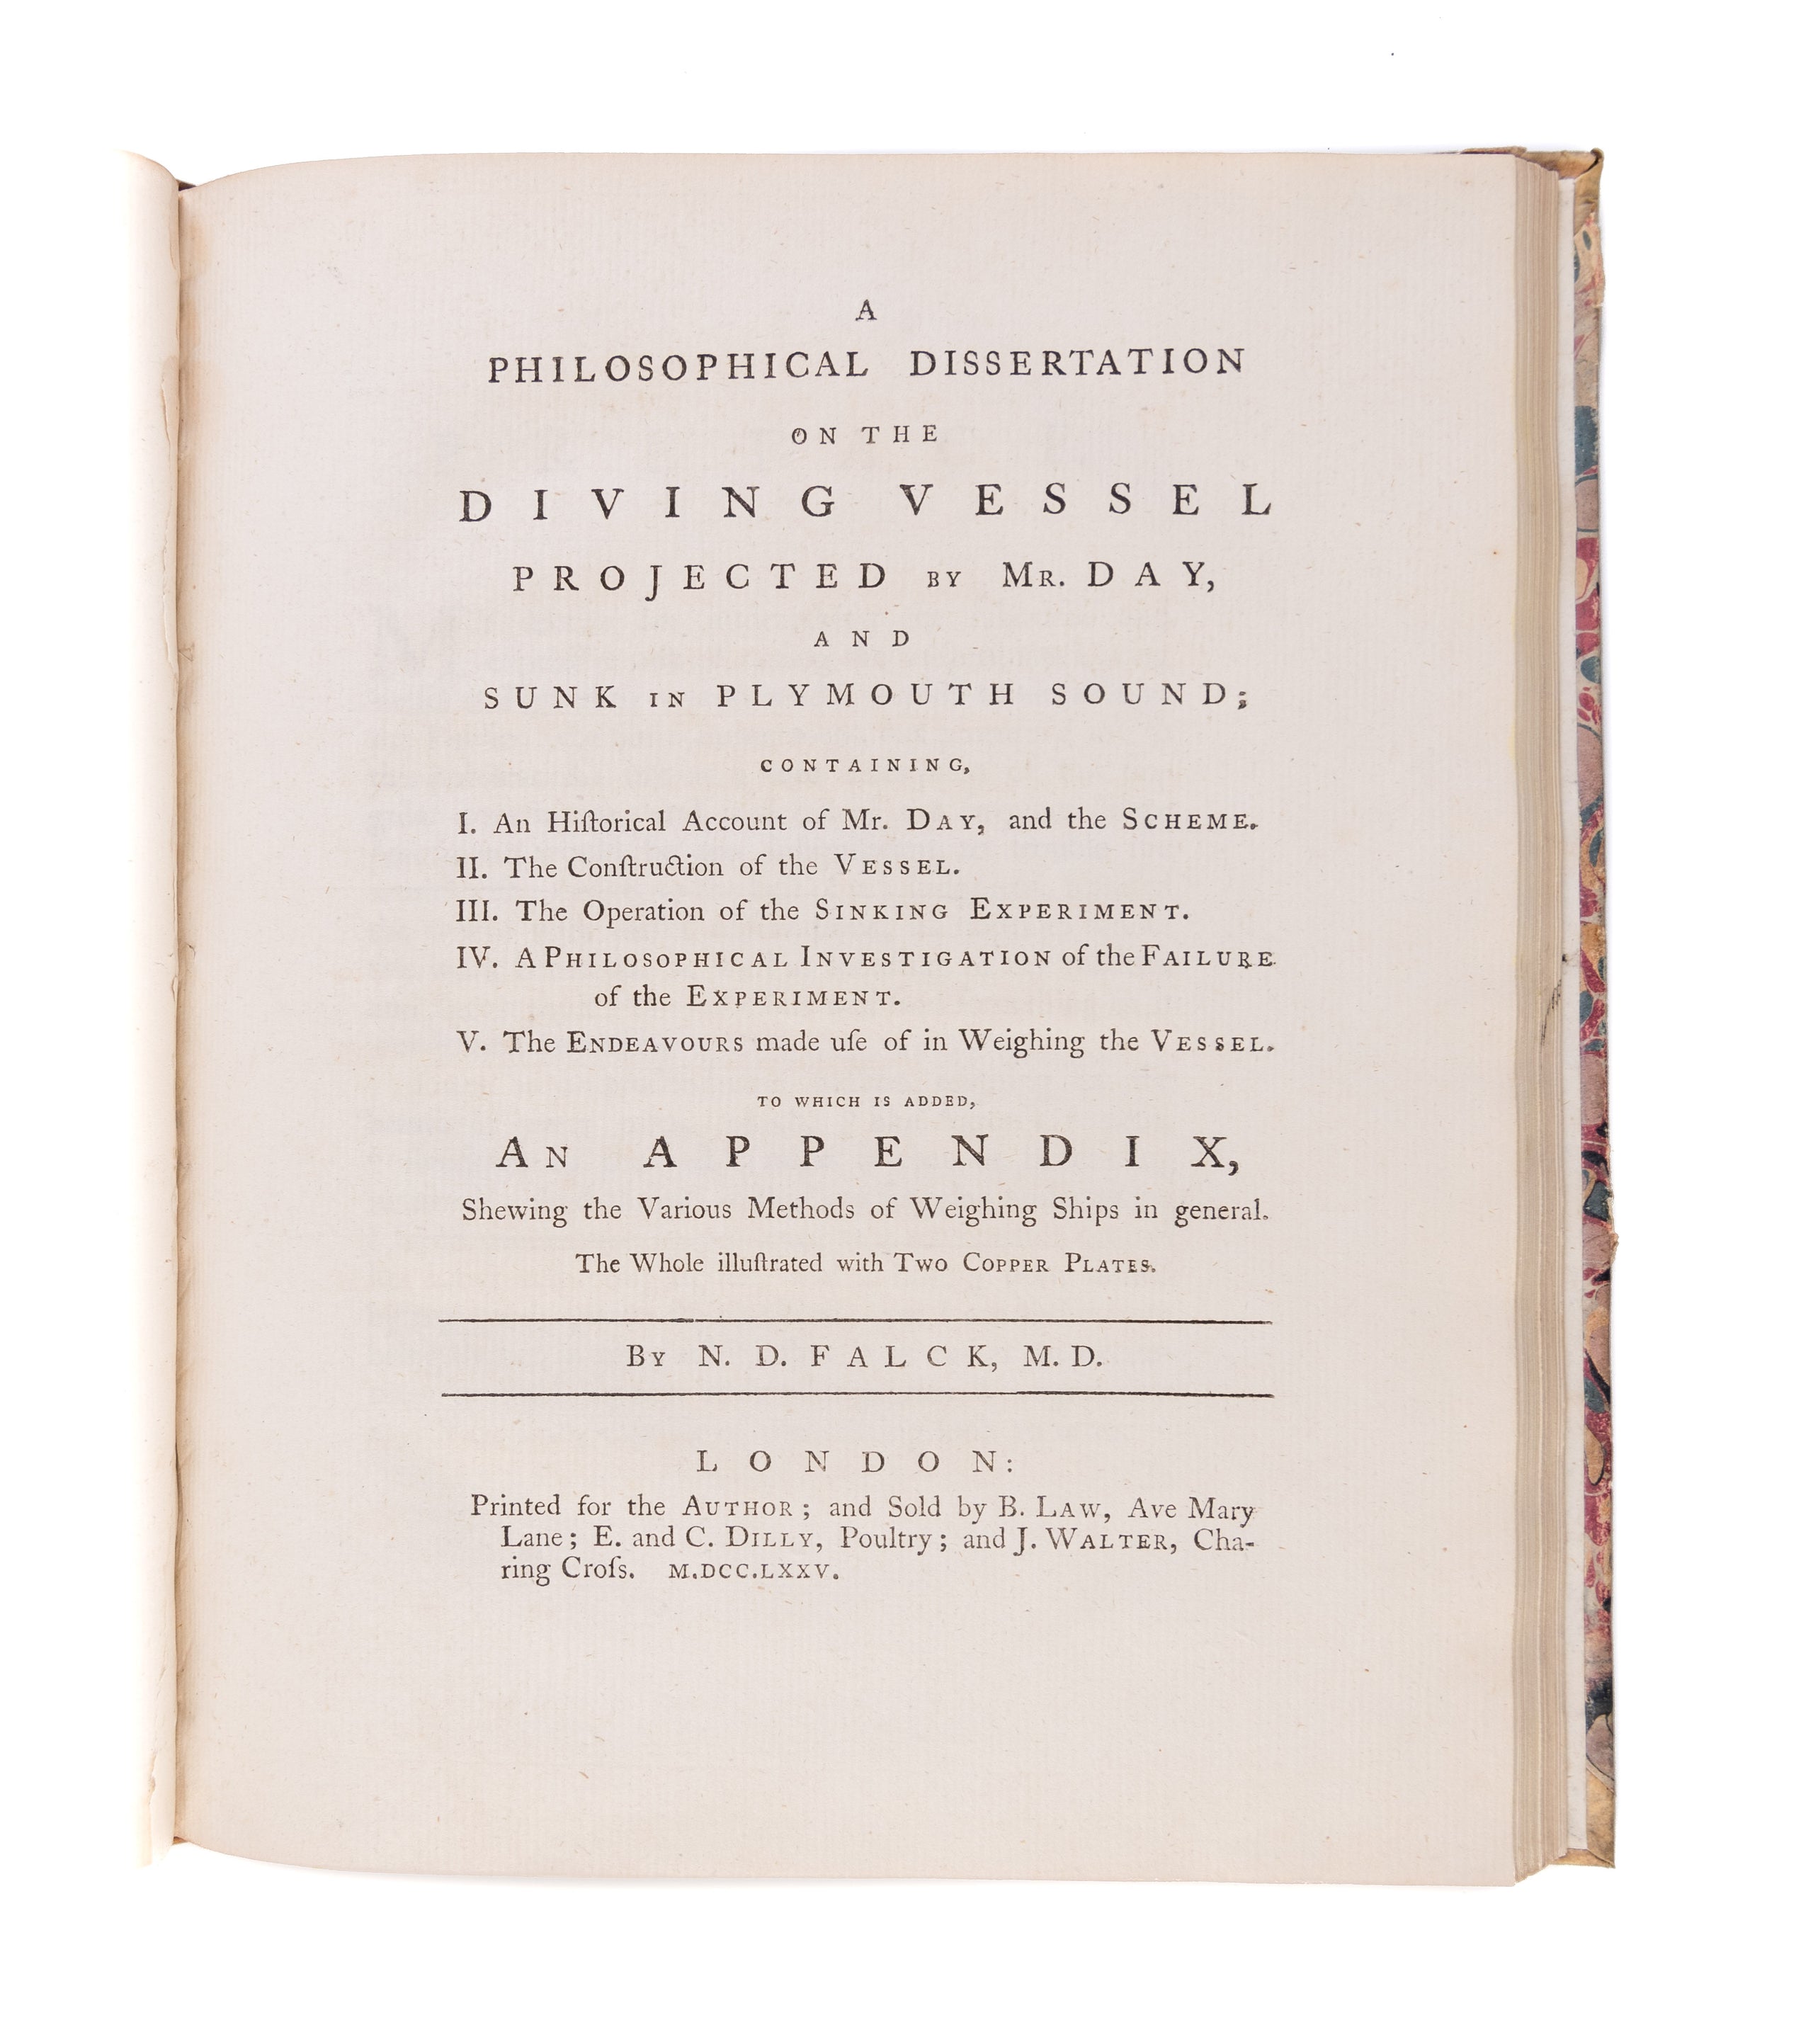 A
PHILOSOPHICAL DISSERTATION
ON THE
DIVING VESSEL
PROJECTED BY MR. DAY,
AND
SUNK IN PLYMOUTH SOUND;
CONTAINING,
I. An Hiſtorical Account of Mr. DAY, and the SCHEME.
II. The Conſtruction of the VESSEL.
III. The Operation of the SINKING EXPERIMENT.
IV. A PHILOSOPHICAL INVESTIGATION of the FAILURE
of the EXPERIMENT.
V. The ENDEAVOURS made uſe of in Weighing the VESSEL.
TO WHICH IS ADDED,
AN APPENDIX,
Shewing the Various Methods of Weighing Ships in general.
The Whole illuſtrated with TWO COPPER PLATES.
BY N. D. FALCK, M. D.
LONDON:
Printed for the AUTHOR; and Sold by B. LAW, Ave Mary
Lane; E. and C. DILLY, Poultry; and J. WALTER, Cha-
ring Croſs. M.DCC.LXXV.